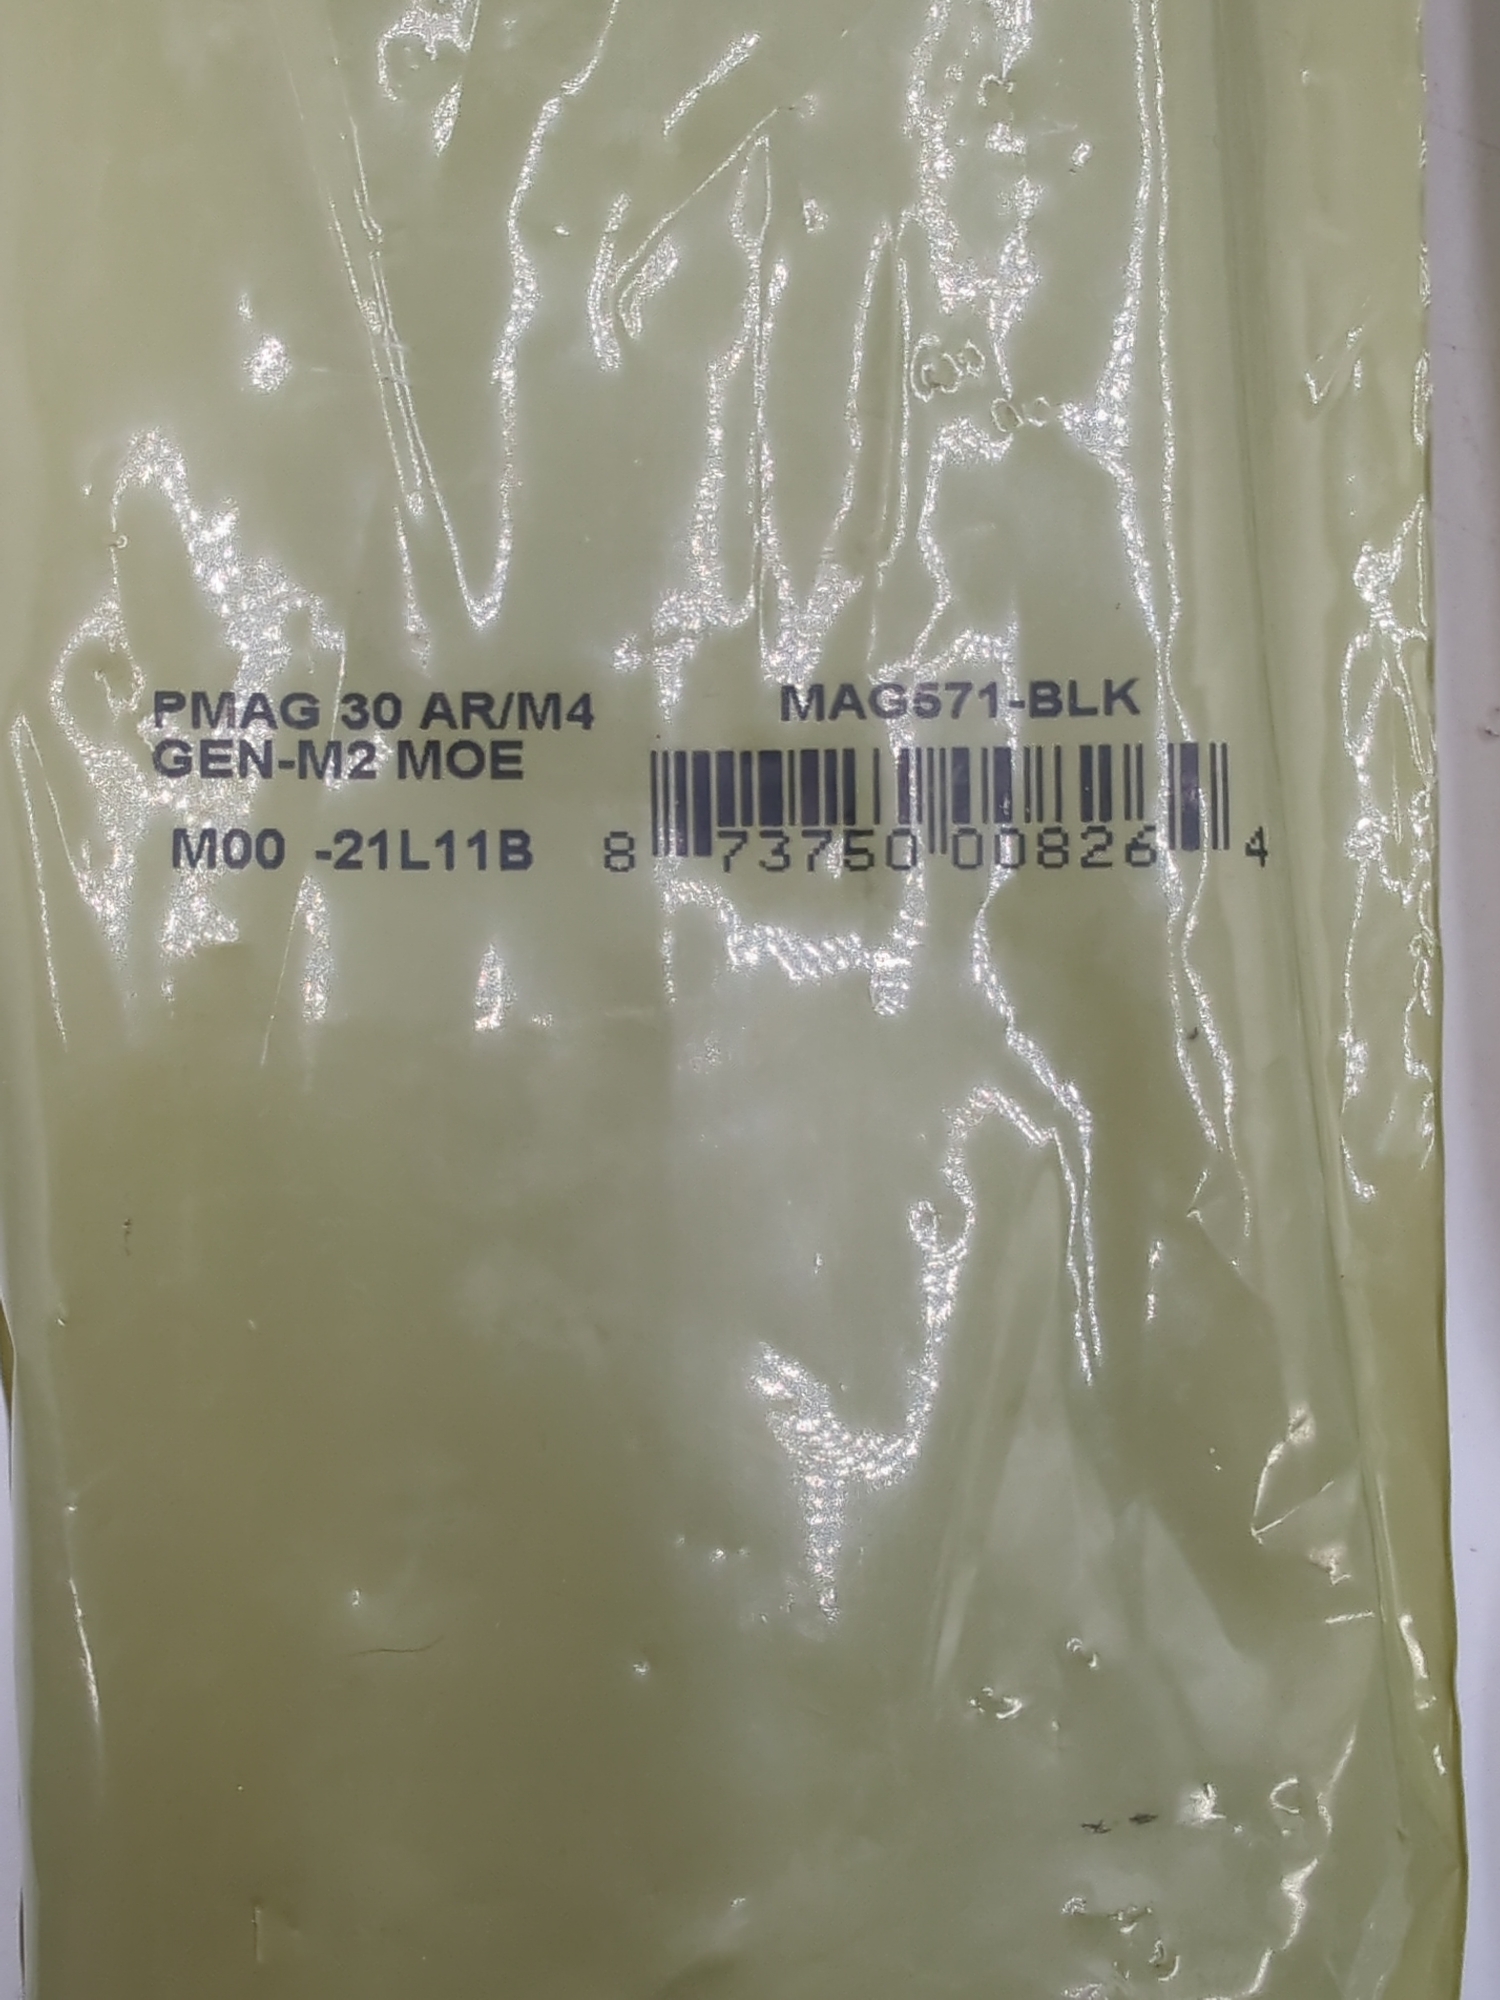 PMAG 30 AR/M4
GEN-M2 MOE
M00 -21L11B
MAG571-BLK
8 73750 00826 4